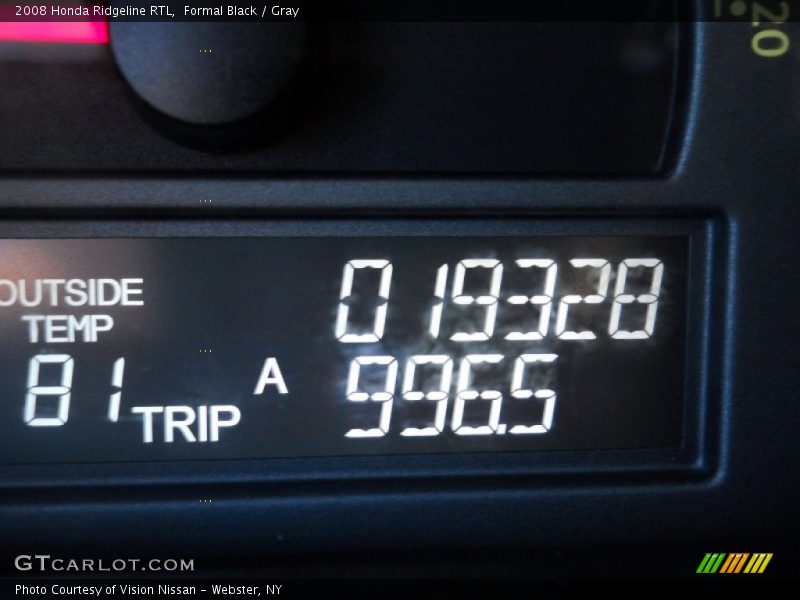 2008 Honda Ridgeline RTL, Formal Black / Gray
20
OUTSIDE
TEMP
019328
81
TRIP A
996.5
GTCARLOT.COM
Photo Courtesy of Vision Nissan - Webster, NY